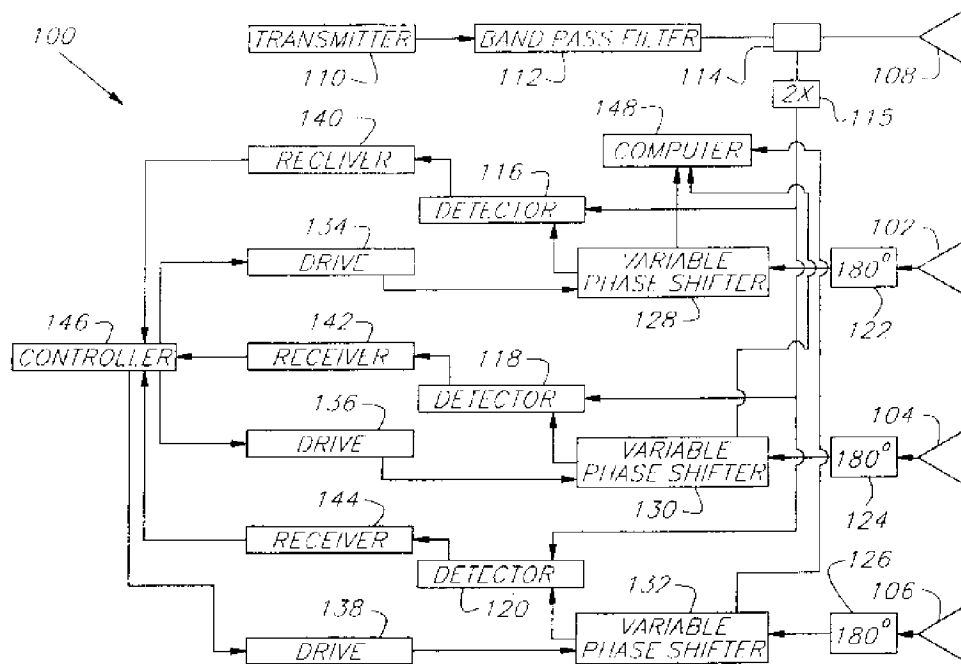 100
TRANSMITTER
110
BAND PASS FILTER
112
114
108
2X
115
140
RECEIVER
148
COMPUTER
116
DETECTOR
134
DRIVE
VARIABLE
PHASE SHIFTER
128
102
180°
122
146
CONTROLLER
142
RECEIVER
118
DETECTOR
136
DRIVE
VARIABLE
PHASE SHIFTER
130
104
180°
124
144
RECEIVER
DETECTOR
120
138
DRIVE
132
VARIABLE
PHASE SHIFTER
126
180°
106